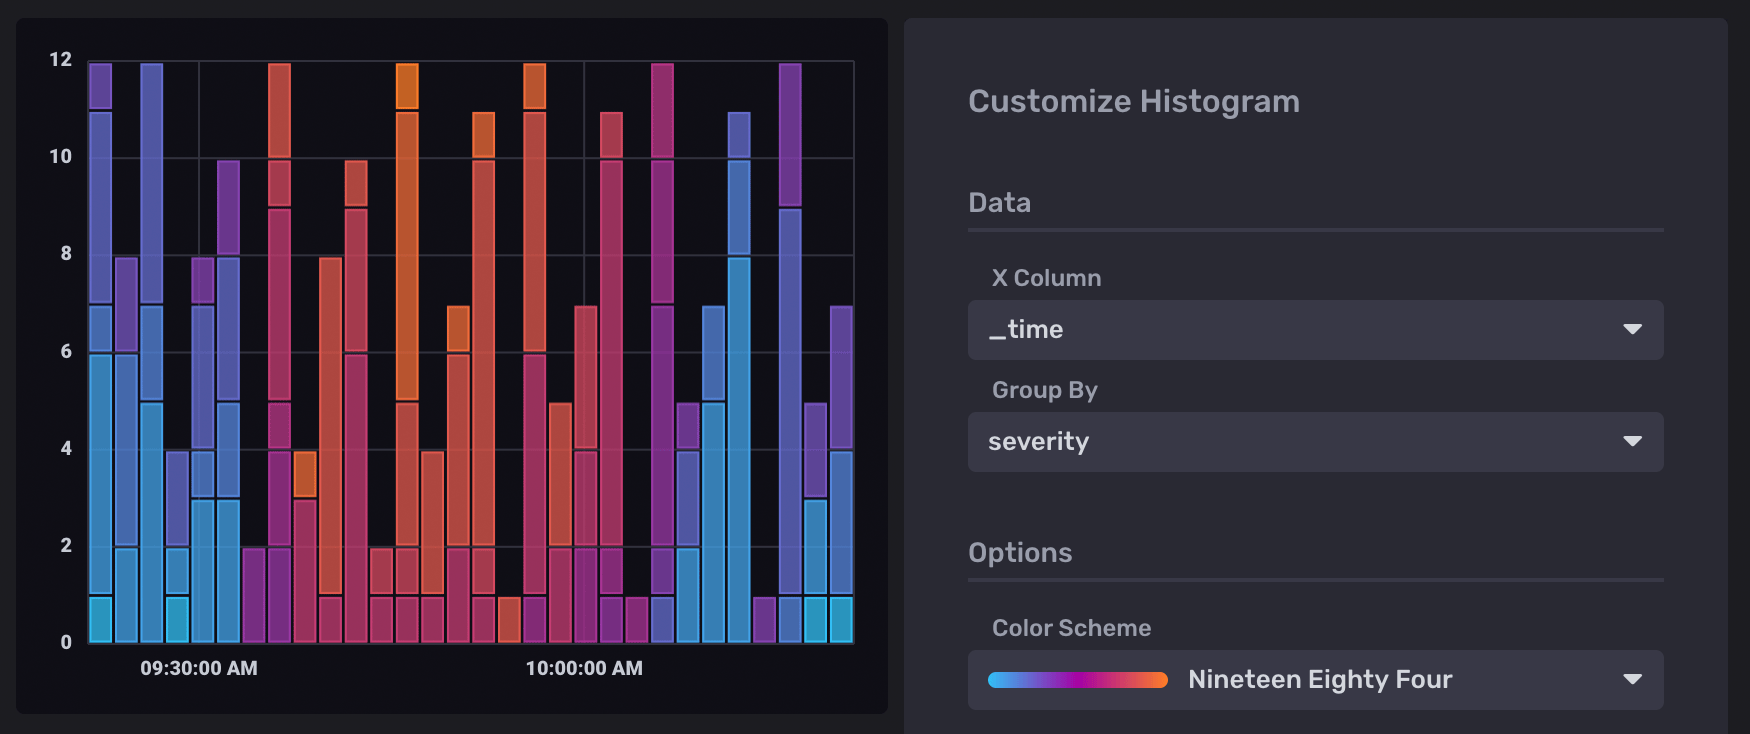 12
10
8
6
4
2
0
09:30:00 AM
10:00:00 AM
Customize Histogram
Data
X Column
_time
Group By
severity
Options
Color Scheme
Nineteen Eighty Four